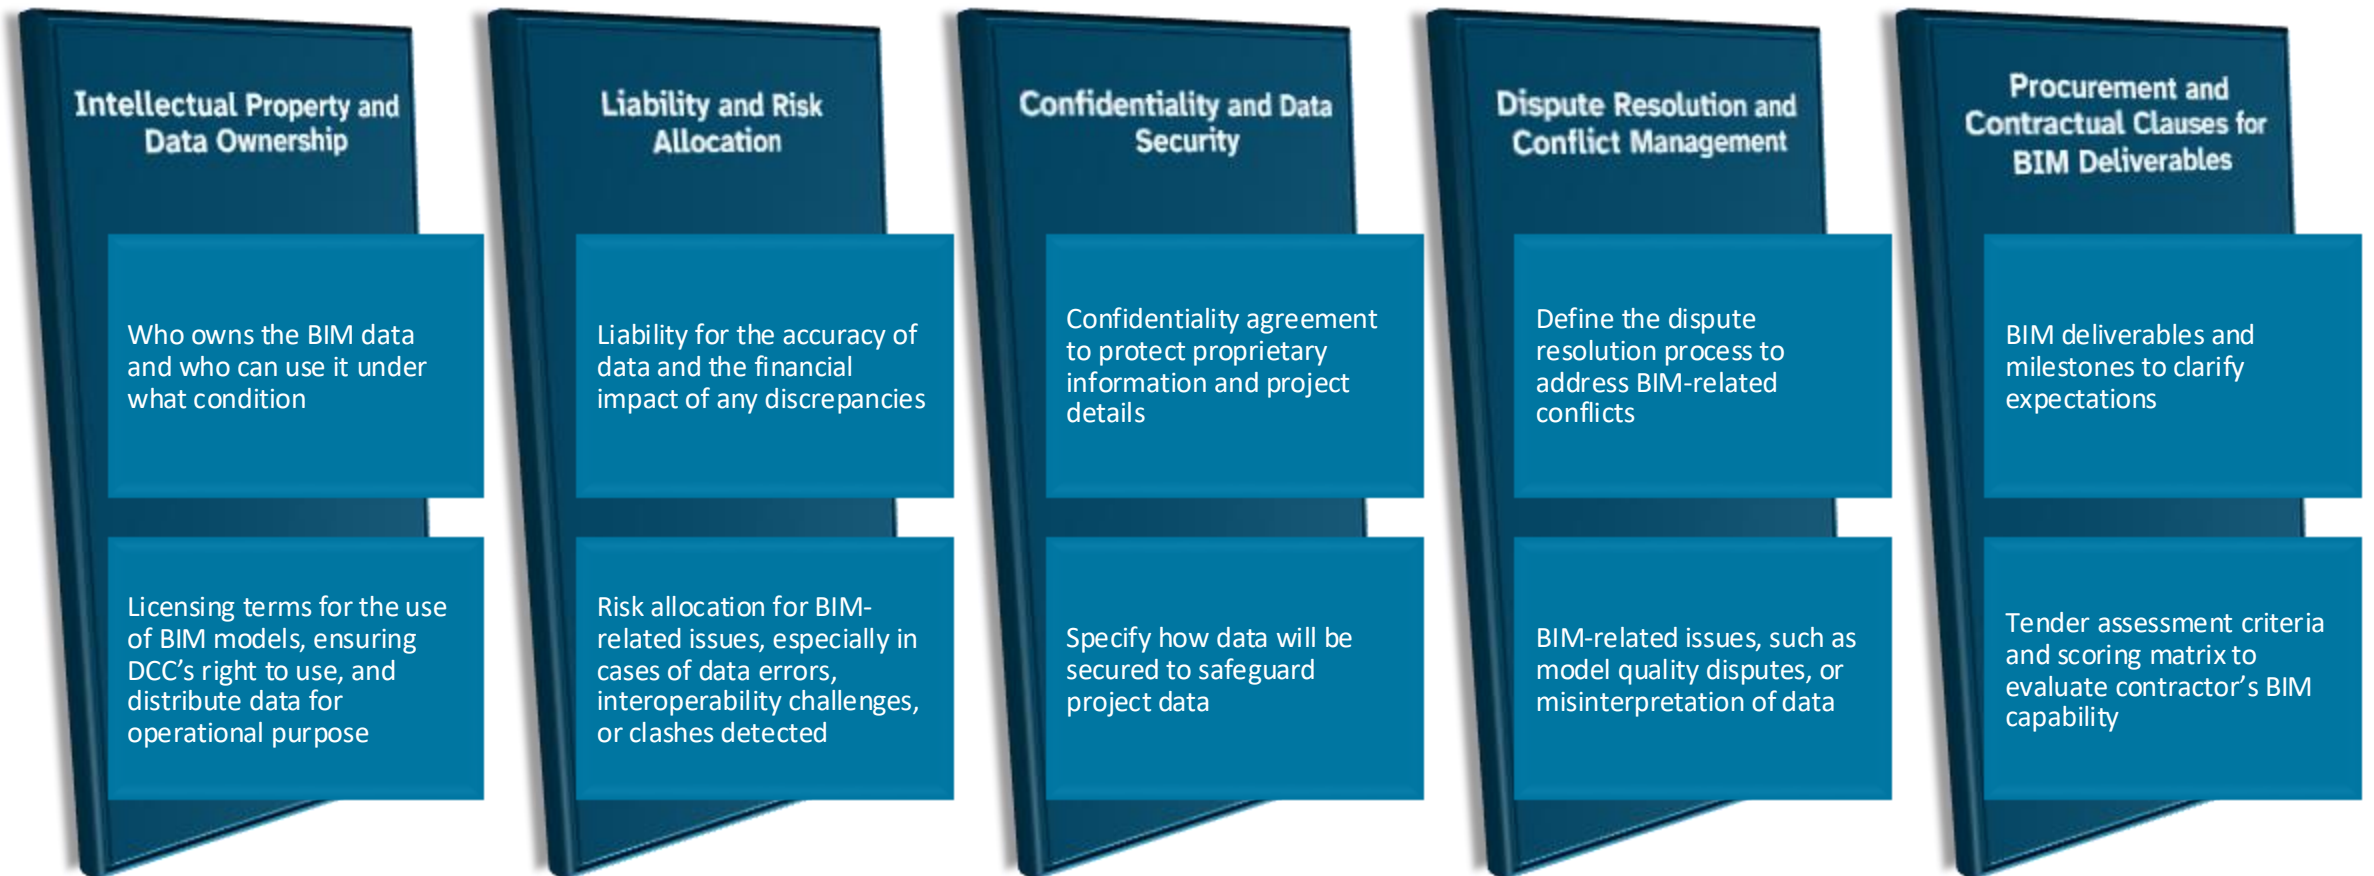 Intellectual Property and
Data Ownership
Who owns the BIM data
and who can use it under
what condition
Licensing terms for the use
of BIM models, ensuring
DCC’s right to use, and
distribute data for
operational purpose
Liability and Risk
Allocation
Liability for the accuracy of
data and the financial
impact of any discrepancies
Risk allocation for BIM-
related issues, especially in
cases of data errors,
interoperability challenges,
or clashes detected
Confidentiality and Data
Security
Confidentiality agreement
to protect proprietary
information and project
details
Specify how data will be
secured to safeguard
project data
Dispute Resolution and
Conflict Management
Define the dispute
resolution process to
address BIM-related
conflicts
BIM-related issues, such as
model quality disputes, or
misinterpretation of data
Procurement and
Contractual Clauses for
BIM Deliverables
BIM deliverables and
milestones to clarify
expectations
Tender assessment criteria
and scoring matrix to
evaluate contractor’s BIM
capability